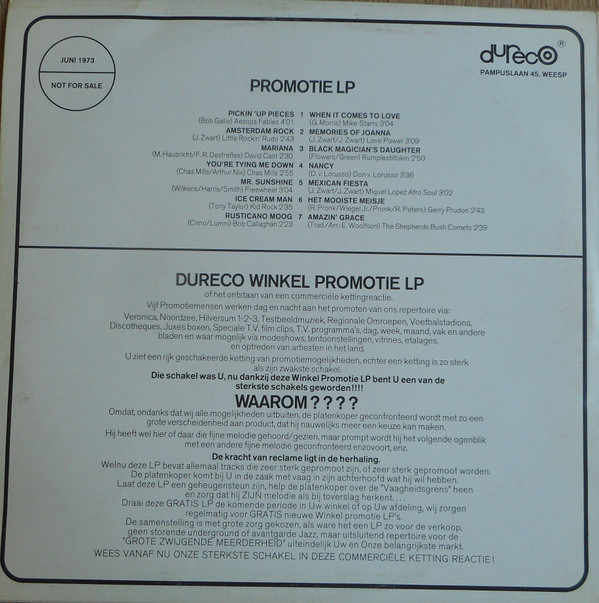 JUNI 1973
NOT FOR SALE
dureco ®
PAMPUSLAAN 45, WEESP
PROMOTIE LP
PICKIN 'UP PIECES 1 WHEN IT COMES TO LOVE
(Bob Gallo) Aesops Fables 4'01 (G. Morris) Mike Starrs 3'04
AMSTERDAM ROCK 2 MEMORIES OF JOANNA
(J. Zwart) Little Rockin' Rudo 2'43 (J. Zwart/J. Zwart) Love Power 3'09
MARIANA 3 BLACK MAGICIAN'S DAUGHTER
(M. Haubricht/F. R. Destrefles) David Cast 2'30 (Flowers/Green) Rumplestiltskin 2'50
YOU'RE TYING ME DOWN 4 NANCY
(Chas Mills/Arthur Nix) Chas Mills 2'55 (D. v. Lorusso) Don v. Lorusso 3'36
MR. SUNSHINE 5 MEXICAN FIESTA
(Wilkens/Harris/Smith) Freewheel 3'04 (J. Zwart/J. Zwart) Miquel Lopez Afro Soul 3'02
ICE CREAM MAN 6 HET MOOISTE MEISJE
(Tony Taylor) Kid Rock 2'35 (R. Pronk/Wiegel Jr./Pronk/R. Peters) Gerry Prudon 2'43
RUSTICANO MOOG 7 AMAZIN' GRACE
(Crino/Lumni) Bob Callaghan 2'23 (Trad./Arr.: E. Woolfson) The Shepherds Bush Comets 2'39
DURECO WINKEL PROMOTIE LP
of het ontstaan van een commerciële kettingreactie.
Vijf Promotiemensen werken dag en nacht aan het promoten van ons repertoire via:
Veronica, Noordzee, Hilversum 1-2-3, Testbeeldmuziek, Regionale Omroepen, Voetbalstadions,
Discotheques, Juxes boxen, Speciale T.V. film clips, T.V. programma's, dag, week, maand, vak en andere
bladen en waar mogelijk via modeshows, tentoonstellingen, vitrines, etalages,
en optreden van artiesten in het land.
U ziet een rijk geschakeerde ketting van promotiemogelijkheden, echter een ketting is zo sterk
als zijn zwakste schakel.
Die schakel was U, nu dankzij deze Winkel Promotie LP bent U een van de
sterkste schakels geworden!!!!
WAAROM????
Omdat, ondanks dat wij alle mogelijkheden uitbuiten, de platenkoper geconfronteerd wordt met zo een
grote verscheidenheid aan product, dat hij nauwelijks meer een keuze kan maken.
Hij heeft wel hier of daar die fijne melodie gehoord/gezien, maar prompt wordt hij het volgende ogenblik
met een andere fijne melodie geconfronteerd enzovoort, enz.
De kracht van reclame ligt in de herhaling.
Welnu deze LP bevat allemaal tracks die zeer sterk gepromoot zijn, of zeer sterk gepromoot worden.
De platenkoper komt bij U in de zaak met vaag in zijn achterhoofd wat hij wil hebben.
Laat deze LP een geheugensteun zijn, help de platenkoper over de "Vaagheidsgrens" heen
en zorg dat hij ZIJN melodie als bij toverslag herkent....
Draai deze GRATIS LP de komende periode in Uw winkel of op Uw afdeling, wij zorgen
regelmatig voor GRATIS nieuwe Winkel promotie LP's.
De samenstelling is met grote zorg gekozen, als ware het een LP zo voor de verkoop,
geen storende underground of avantgarde Jazz, maar uitsluitend repertoire voor de
"GROTE ZWIJGENDE MEERDERHEID" uiteindelijk Uw en Onze belangrijkste markt.
WEES VANAF NU ONZE STERKSTE SCHAKEL IN DEZE COMMERCIËLE KETTING REACTIE!